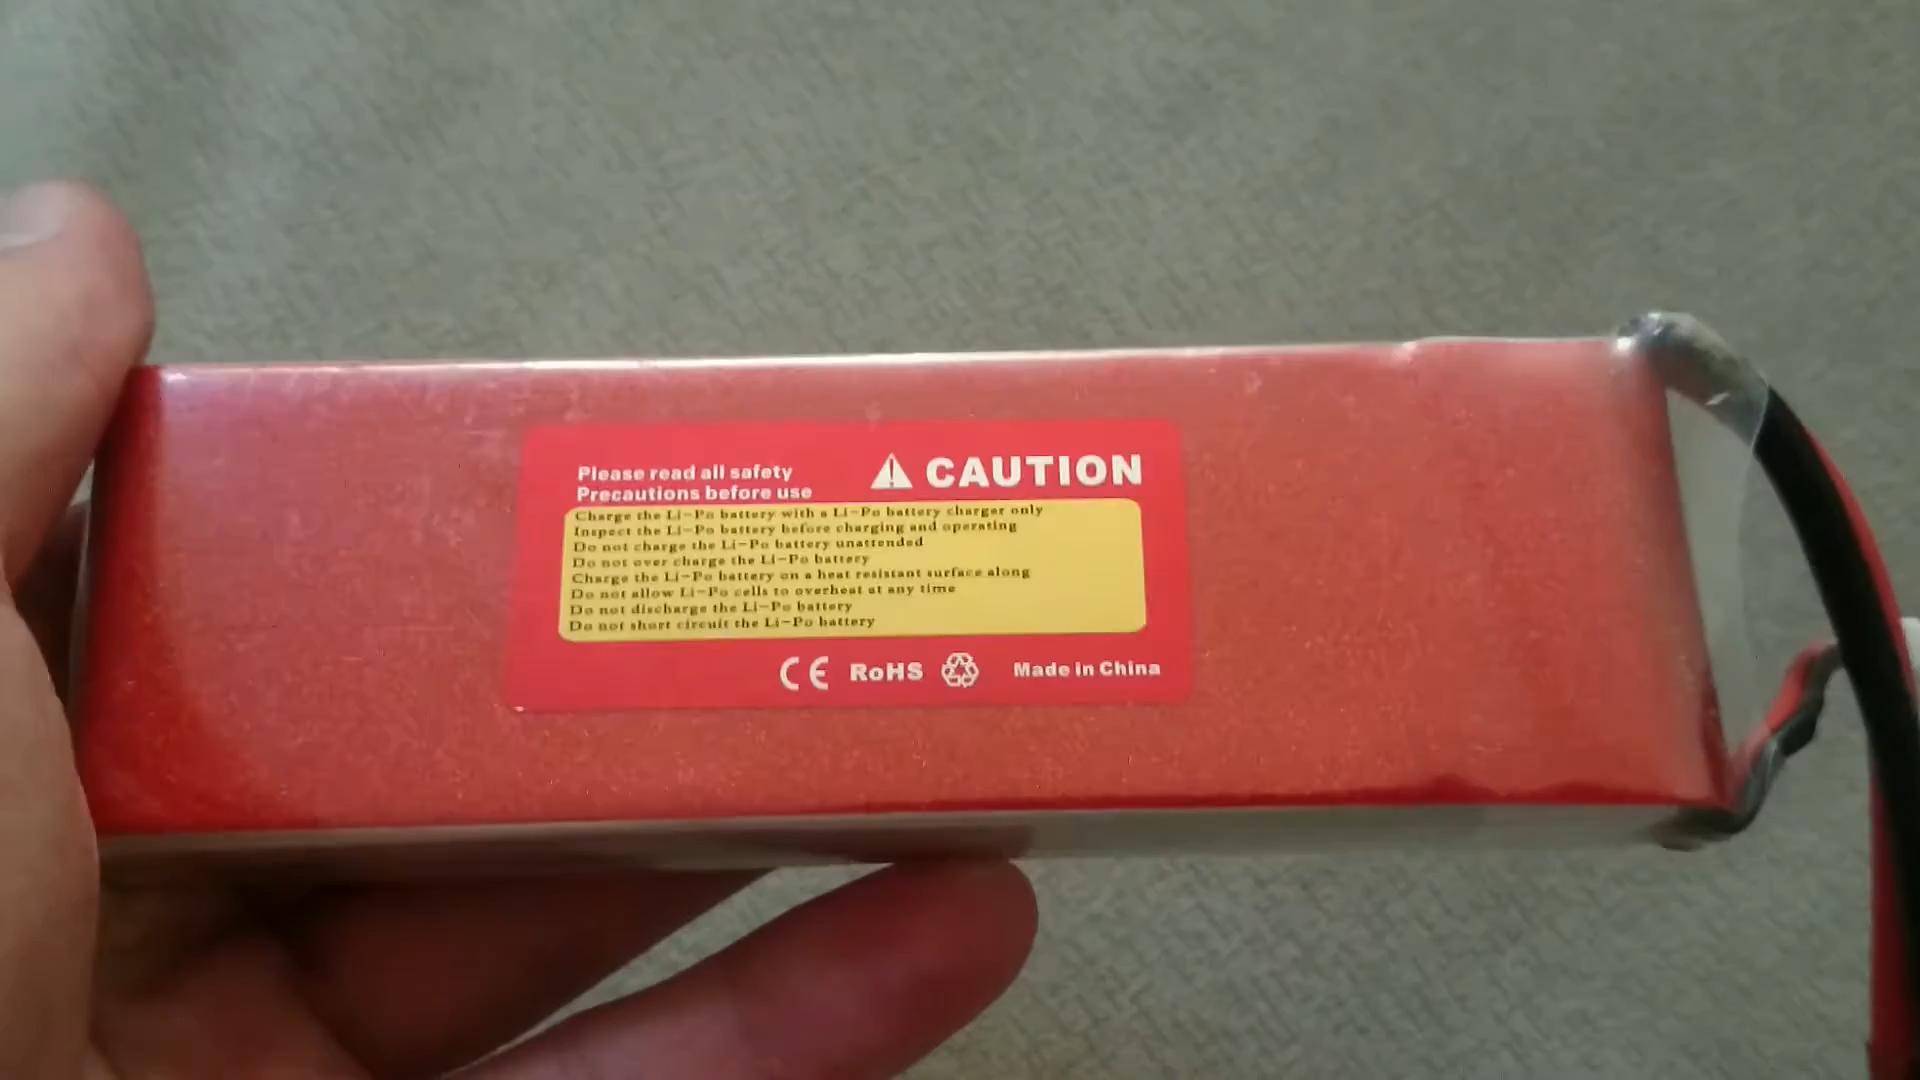 Please read all safety
Precautions before use
CAUTION
Charge the Li-Po battery with a Li-Po battery charger only
Inspect the Li-Po battery before charging and operating
Do not charge the Li-Po battery unattended
Do not over charge the Li-Po battery
Charge the Li-Po battery on a heat resistant surface along
Do not allow Li-Po cells to overheat at any time
Do not discharge the Li-Po battery
Do not short circuit the Li-Po battery
CE RoHS Made in China